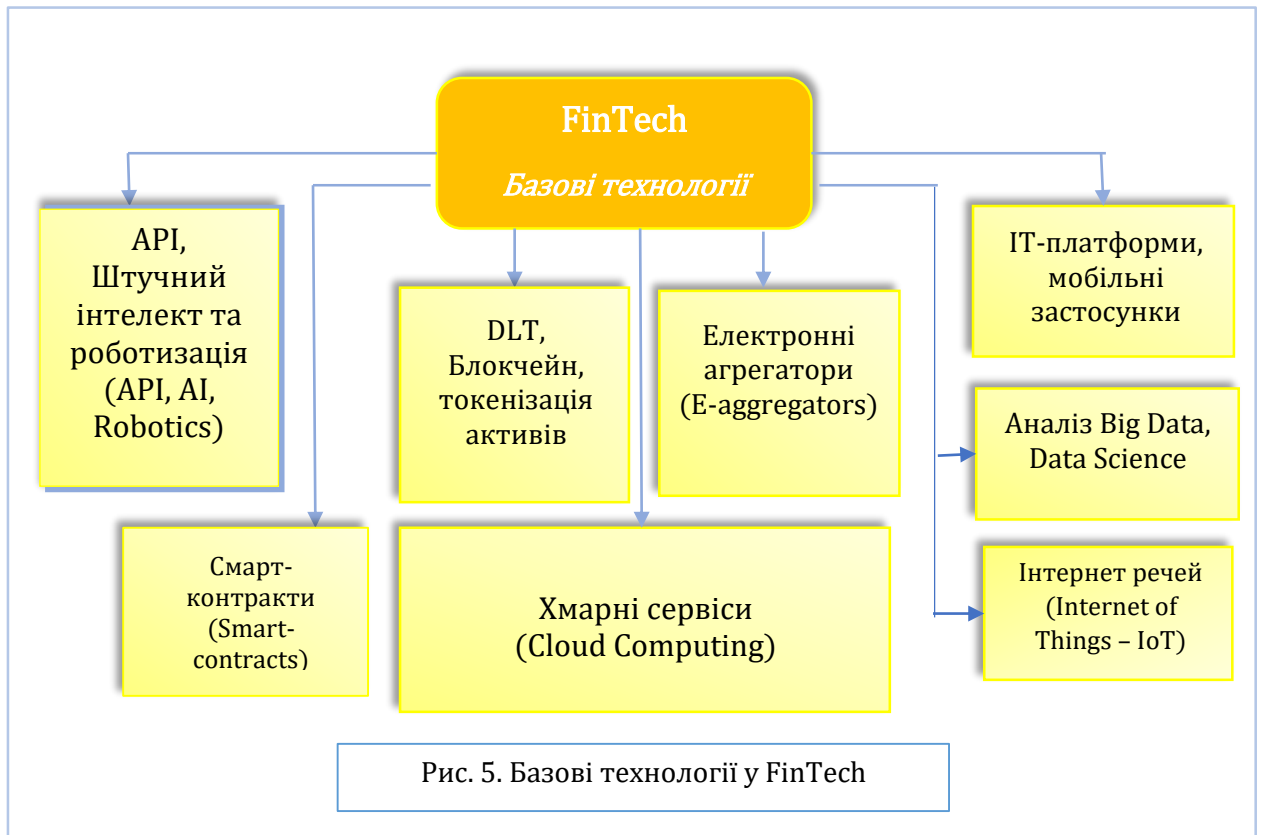 FinTech
Базові технології
API,
Штучний
інтелект та
роботизація
(API, AI,
Robotics)
DLT,
Блокчейн,
токенізація
активів
Електронні
агрегатори
(E-aggregators)
ІТ-платформи,
мобільні
застосунки
Аналіз Big Data,
Data Science
Смарт-
контракти
(Smart-
contracts)
Хмарні сервіси
(Cloud Computing)
Інтернет речей
(Internet of
Things – IoT)
Рис. 5. Базові технології у FinTech